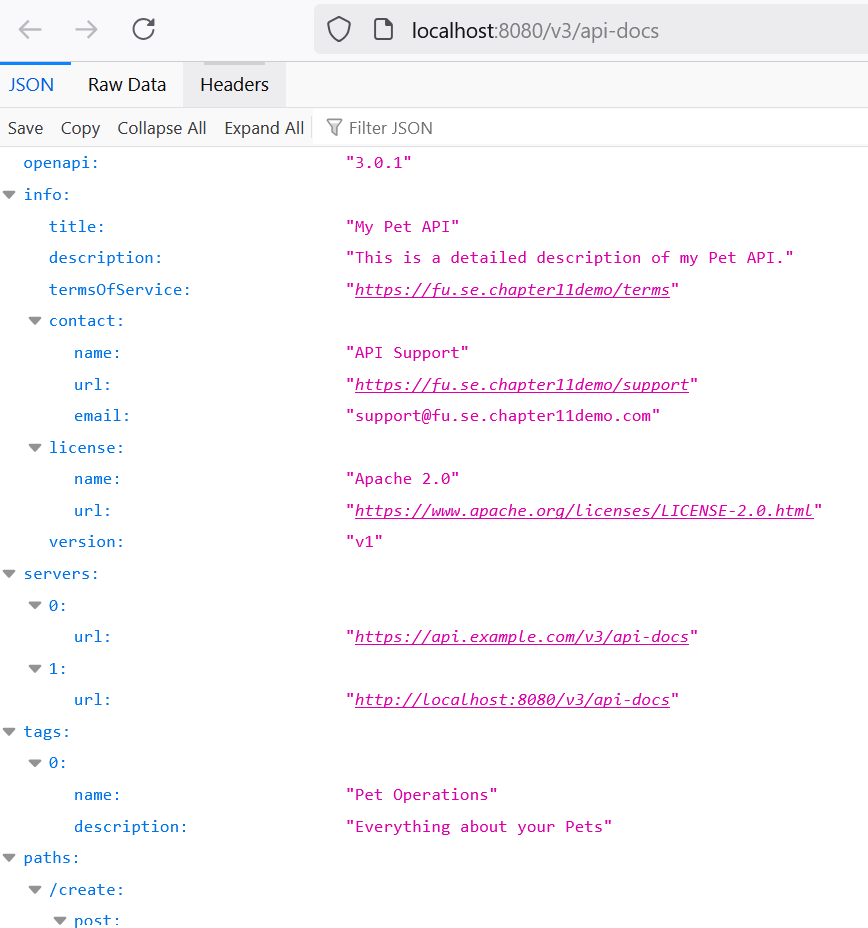 localhost:8080/v3/api-docs
JSON Raw Data Headers
Save Copy Collapse All Expand All Filter JSON
openapi: "3.0.1"
info:
title: "My Pet API"
description: "This is a detailed description of my Pet API."
termsOfService: "https://fu.se.chapter11demo/terms"
contact:
name: "API Support"
url: "https://fu.se.chapter11demo/support"
email: "support@fu.se.chapter11demo.com"
license:
name: "Apache 2.0"
url: "https://www.apache.org/licenses/LICENSE-2.0.html"
version: "v1"
servers:
0:
url: "https://api.example.com/v3/api-docs"
1:
url: "http://localhost:8080/v3/api-docs"
tags:
0:
name: "Pet Operations"
description: "Everything about your Pets"
paths:
/create:
post: